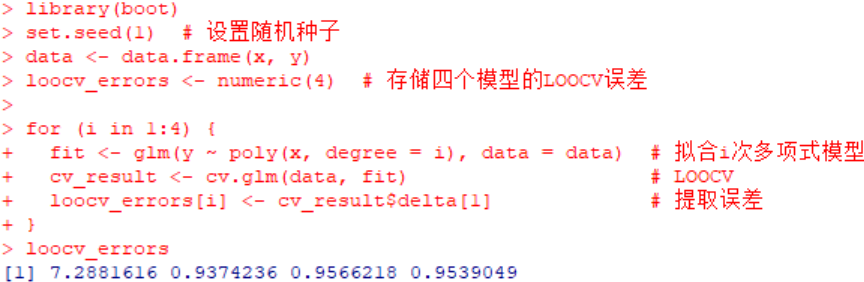 > library(boot)
> set.seed(1)  # 设置随机种子
> data <- data.frame(x, y)
> loocv_errors <- numeric(4)  # 存储四个模型的LOOCV误差
>
> for (i in 1:4) {
+   fit <- glm(y ~ poly(x, degree = i), data = data)  # 拟合i次多项式模型
+   cv_result <- cv.glm(data, fit)                    # LOOCV
+   loocv_errors[i] <- cv_result$delta[1]             # 提取误差
+ }
> loocv_errors
[1] 7.2881616 0.9374236 0.9566218 0.9539049